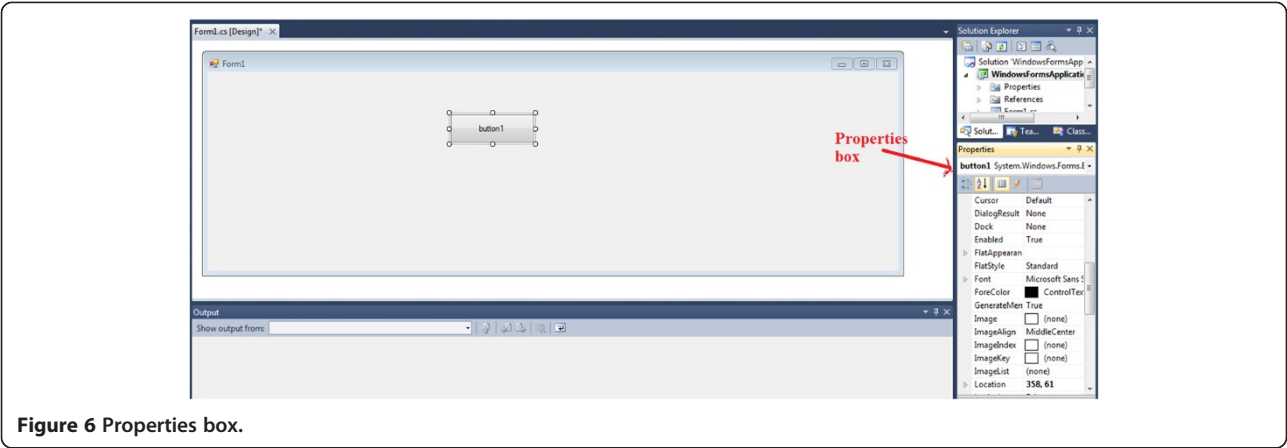 Form1.cs [Design]* ×
Form1
button1
Properties
box
Output
Show output from:
Solution Explorer
Solution 'WindowsFormsApp
WindowsFormsApplicatio
Properties
References
Form1.cs
Solut... Tea... Class...
Properties
button1 System.Windows.Forms.B
Cursor Default
DialogResult None
Dock None
Enabled True
FlatAppearan
FlatStyle Standard
Font Microsoft Sans S
ForeColor ControlTex
GenerateMen True
Image (none)
ImageAlign MiddleCenter
ImageIndex (none)
ImageKey (none)
ImageList (none)
Location 358, 61
Figure 6 Properties box.